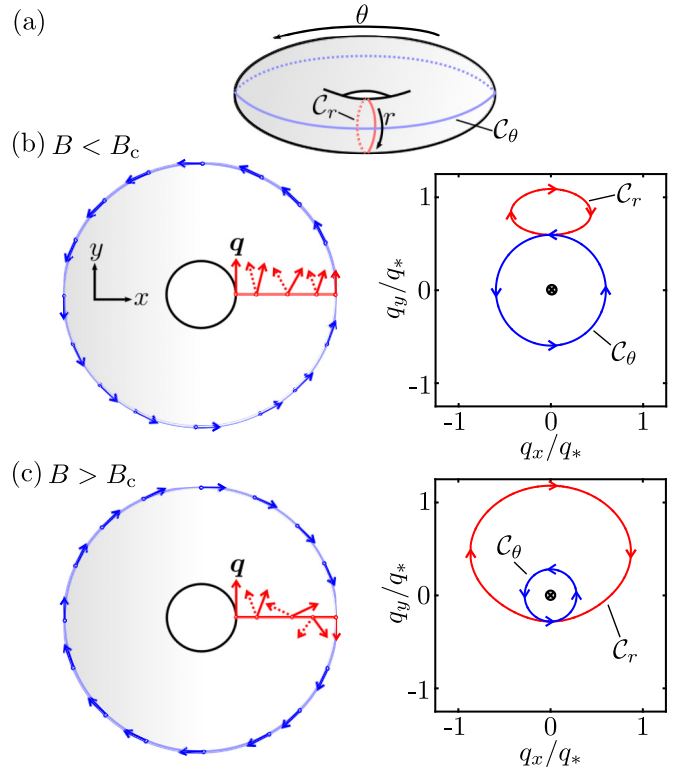 (a)
θ
𝒞_r
r
𝒞_θ
(b) B < B_c
y
x
q
1
0
-1
q_y/q_*
𝒞_r
𝒞_θ
-1 0 1
q_x/q_*
(c) B > B_c
q
1
0
-1
q_y/q_*
𝒞_θ
𝒞_r
-1 0 1
q_x/q_*